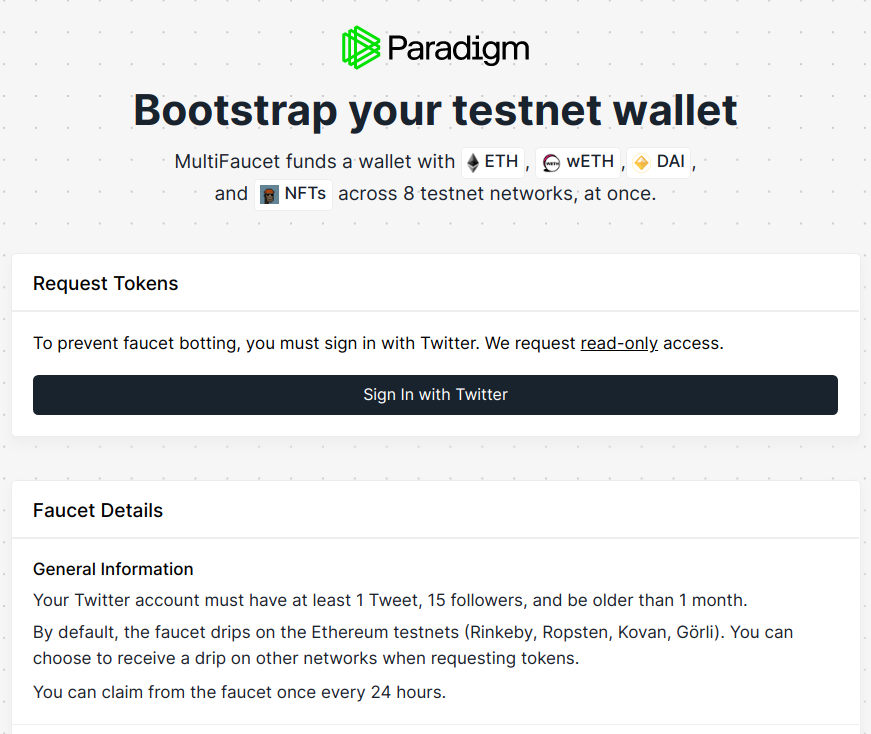 Paradigm
Bootstrap your testnet wallet
MultiFaucet funds a wallet with ETH, wETH, DAI,
and NFTs across 8 testnet networks, at once.
Request Tokens
To prevent faucet botting, you must sign in with Twitter. We request read-only access.
Sign In with Twitter
Faucet Details
General Information
Your Twitter account must have at least 1 Tweet, 15 followers, and be older than 1 month.
By default, the faucet drips on the Ethereum testnets (Rinkeby, Ropsten, Kovan, Görli). You can
choose to receive a drip on other networks when requesting tokens.
You can claim from the faucet once every 24 hours.